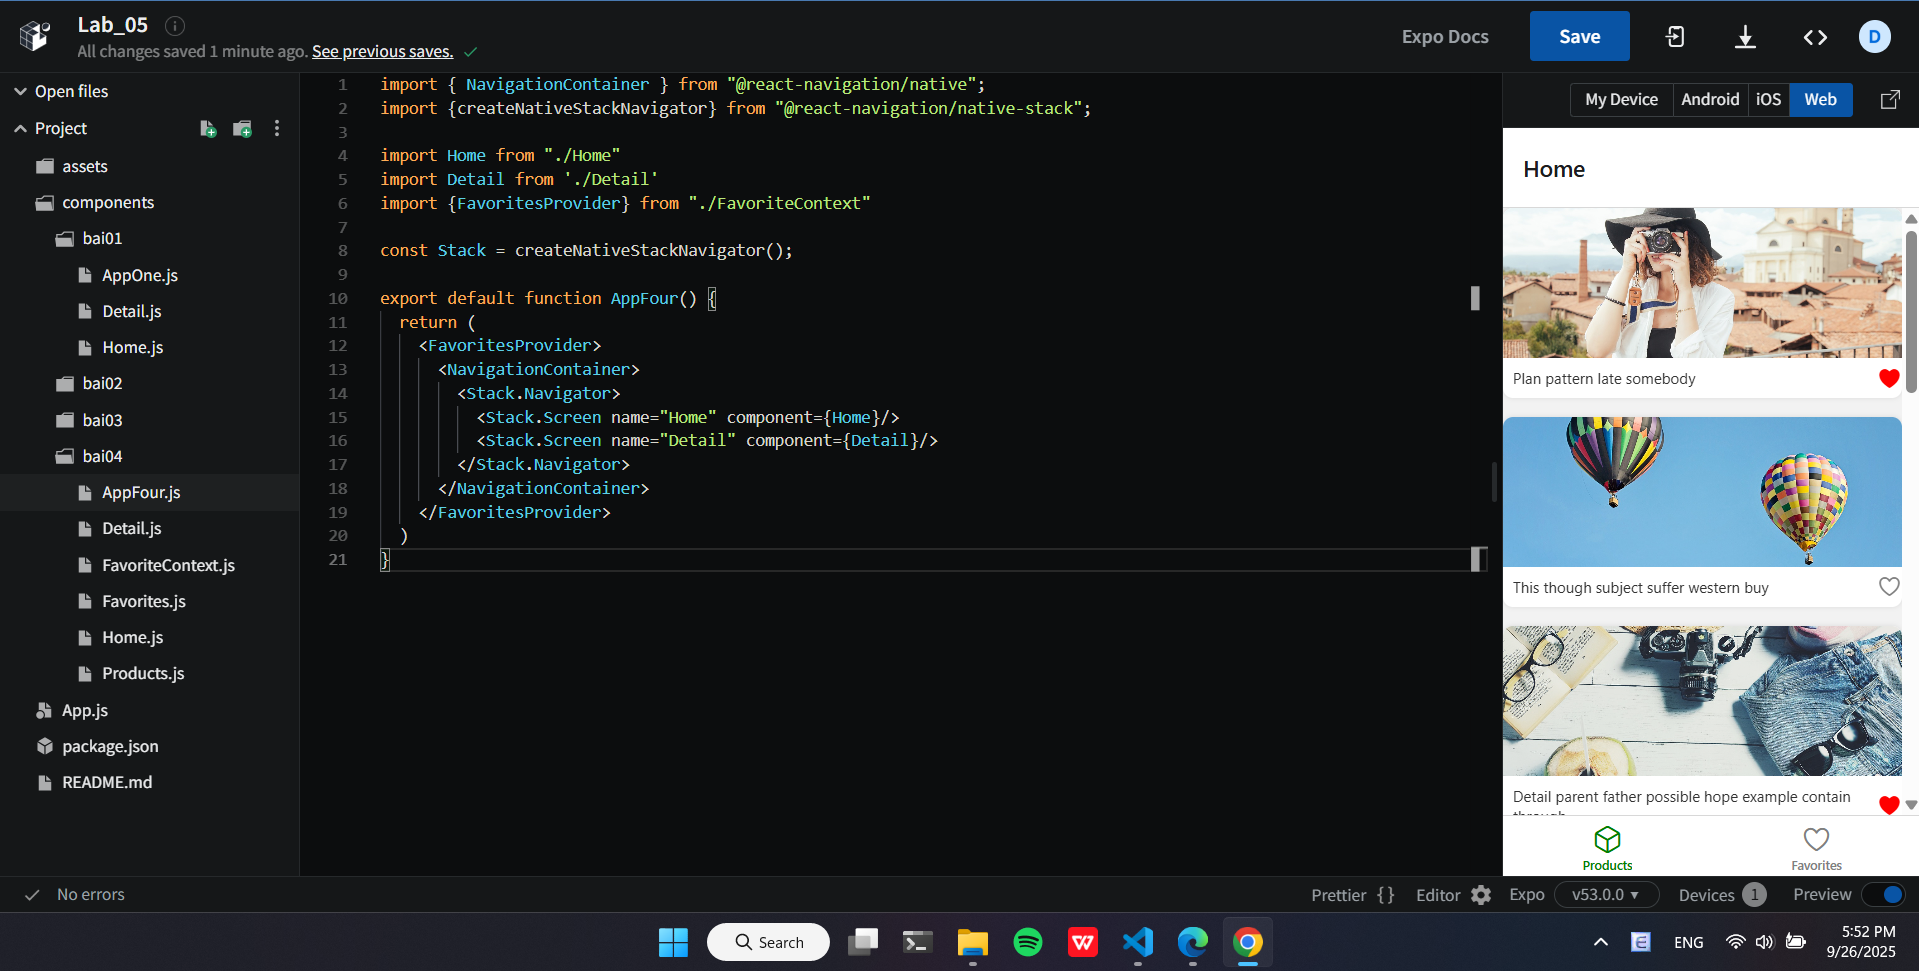 Lab_05
All changes saved 1 minute ago. See previous saves.
Expo Docs
Save
D
Open files
Project
assets
components
bai01
AppOne.js
Detail.js
Home.js
bai02
bai03
bai04
AppFour.js
Detail.js
FavoriteContext.js
Favorites.js
Home.js
Products.js
App.js
package.json
README.md
1 import { NavigationContainer } from "@react-navigation/native";
2 import {createNativeStackNavigator} from "@react-navigation/native-stack";
3
4 import Home from "./Home"
5 import Detail from './Detail'
6 import {FavoritesProvider} from "./FavoriteContext"
7
8 const Stack = createNativeStackNavigator();
9
10 export default function AppFour() {
11 return (
12 <FavoritesProvider>
13 <NavigationContainer>
14 <Stack.Navigator>
15 <Stack.Screen name="Home" component={Home}/>
16 <Stack.Screen name="Detail" component={Detail}/>
17 </Stack.Navigator>
18 </NavigationContainer>
19 </FavoritesProvider>
20 )
21 }
My Device Android iOS Web
Home
Plan pattern late somebody
This though subject suffer western buy
Detail parent father possible hope example contain
through
Products
Favorites
No errors
Prettier {} Editor Expo v53.0.0 Devices 1 Preview
Search
ENG
5:52 PM
9/26/2025